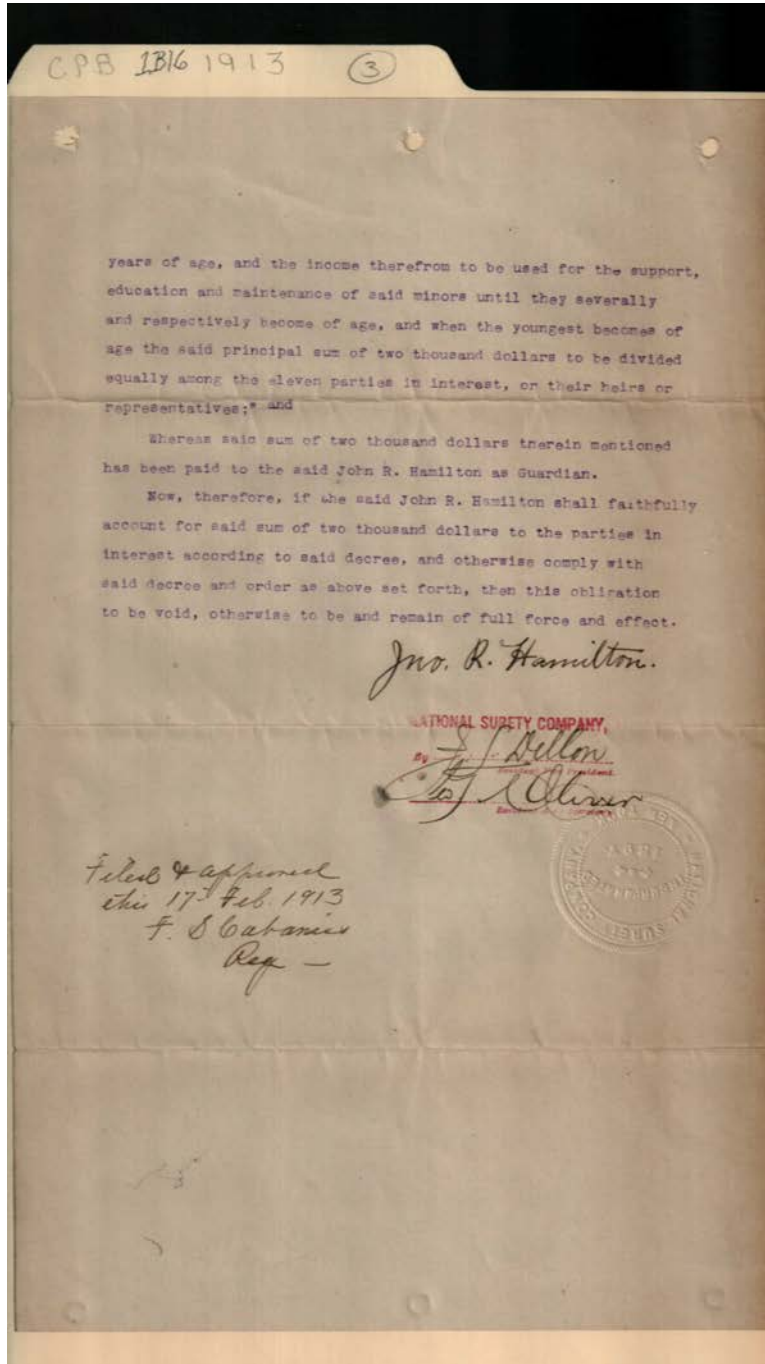 CPB 1B16 1913 3
years of age, and the income therefrom to be used for the support,
education and maintenance of said minors until they severally
and respectively become of age, and when the youngest becomes of
age the said principal sum of two thousand dollars to be divided
equally among the eleven parties in interest, or their heirs or
representatives;" and
Whereas said sum of two thousand dollars therein mentioned
has been paid to the said John R. Hamilton as Guardian.
Now, therefore, if the said John R. Hamilton shall faithfully
account for said sum of two thousand dollars to the parties in
interest according to said decree, and otherwise comply with
said decree and order as above set forth, then this obligation
to be void, otherwise to be and remain of full force and effect.
Jno. R. Hamilton.
NATIONAL SURETY COMPANY,
By Dillon
President
Oliver
Filed & approved
this 17 Feb. 1913
F. S Cabaniss
Reg —
NATIONAL SURETY COMPANY
1897